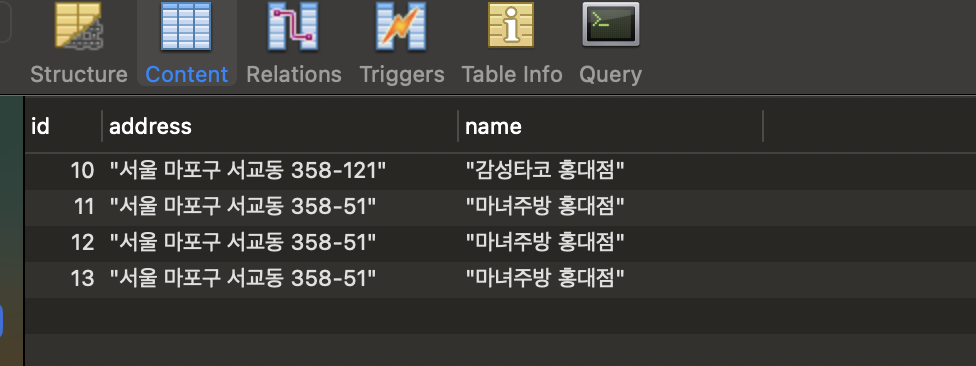 Structure Content Relations Triggers Table Info Query
id address name
10 "서울 마포구 서교동 358-121" "감성타코 홍대점"
11 "서울 마포구 서교동 358-51" "마녀주방 홍대점"
12 "서울 마포구 서교동 358-51" "마녀주방 홍대점"
13 "서울 마포구 서교동 358-51" "마녀주방 홍대점"